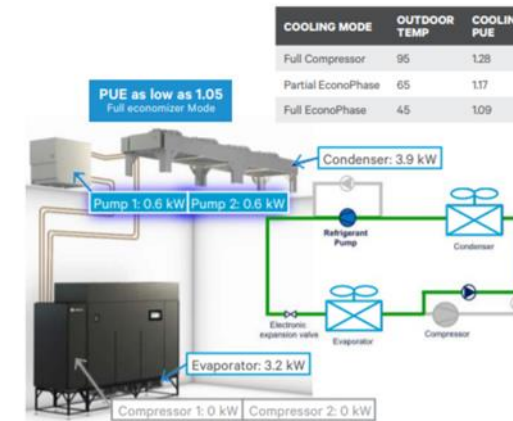 COOLING MODE OUTDOOR TEMP COOLING PUE
Full Compressor 95 1.28
Partial EconoPhase 65 1.17
Full EconoPhase 45 1.09
PUE as low as 1.05
Full economizer Mode
Condenser: 3.9 kW
Pump 1: 0.6 kW Pump 2: 0.6 kW
Refrigerant
Pump
Condenser
Electronic
expansion valve
Evaporator
Compressor
Evaporator: 3.2 kW
Compressor 1: 0 kW Compressor 2: 0 kW